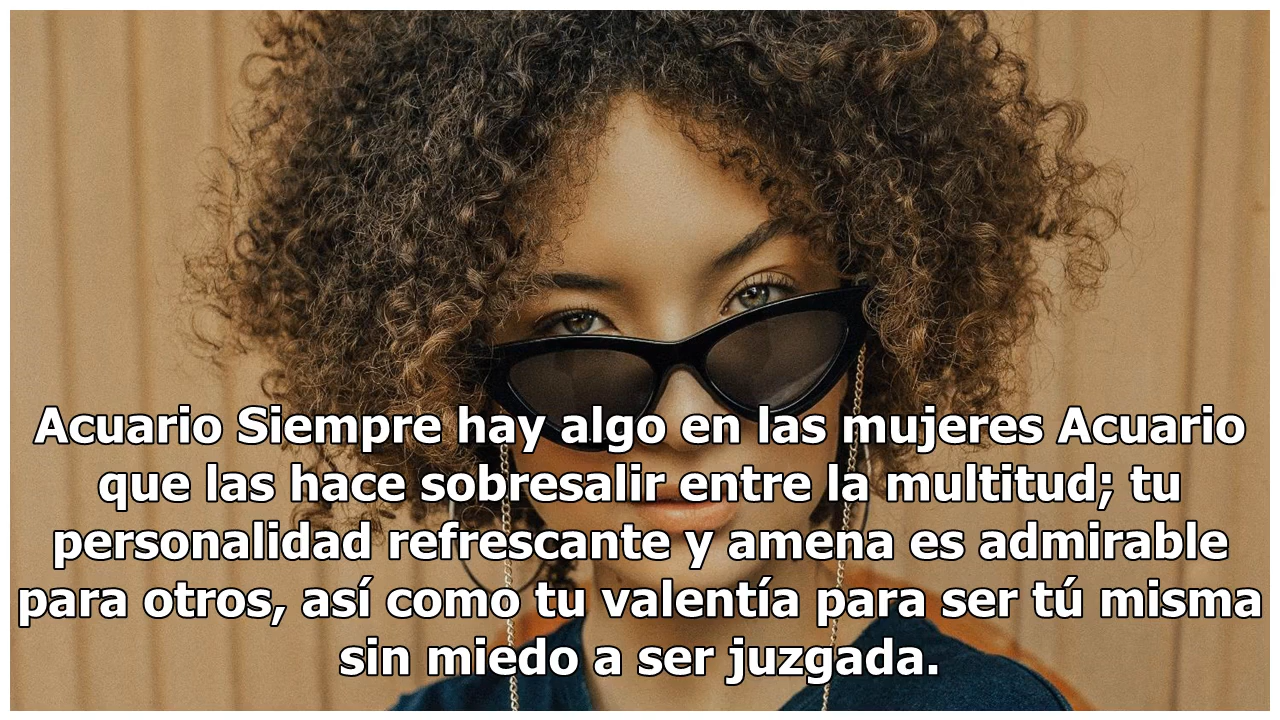 Acuario Siempre hay algo en las mujeres Acuario
que las hace sobresalir entre la multitud; tu
personalidad refrescante y amena es admirable
para otros, así como tu valentía para ser tú misma
sin miedo a ser juzgada.